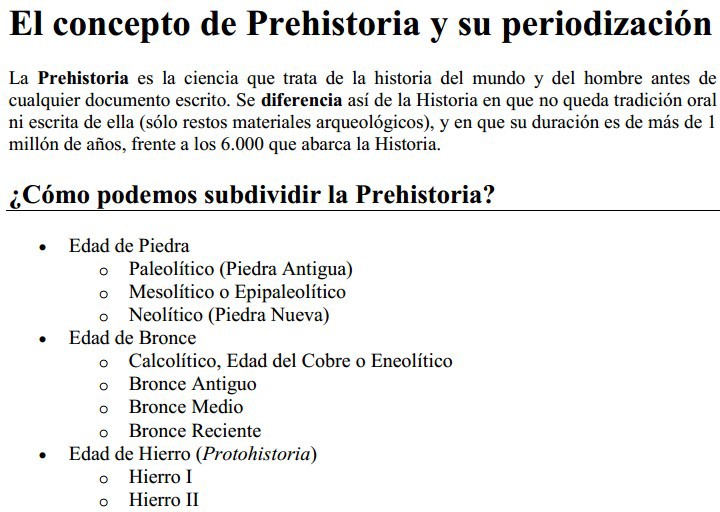 El concepto de Prehistoria y su periodización
La Prehistoria es la ciencia que trata de la historia del mundo y del hombre antes de
cualquier documento escrito. Se diferencia así de la Historia en que no queda tradición oral
ni escrita de ella (sólo restos materiales arqueológicos), y en que su duración es de más de 1
millón de años, frente a los 6.000 que abarca la Historia.
¿Cómo podemos subdividir la Prehistoria?
• Edad de Piedra
o Paleolítico (Piedra Antigua)
o Mesolítico o Epipaleolítico
o Neolítico (Piedra Nueva)
• Edad de Bronce
o Calcolítico, Edad del Cobre o Eneolítico
o Bronce Antiguo
o Bronce Medio
o Bronce Reciente
• Edad de Hierro (Protohistoria)
o Hierro I
o Hierro II